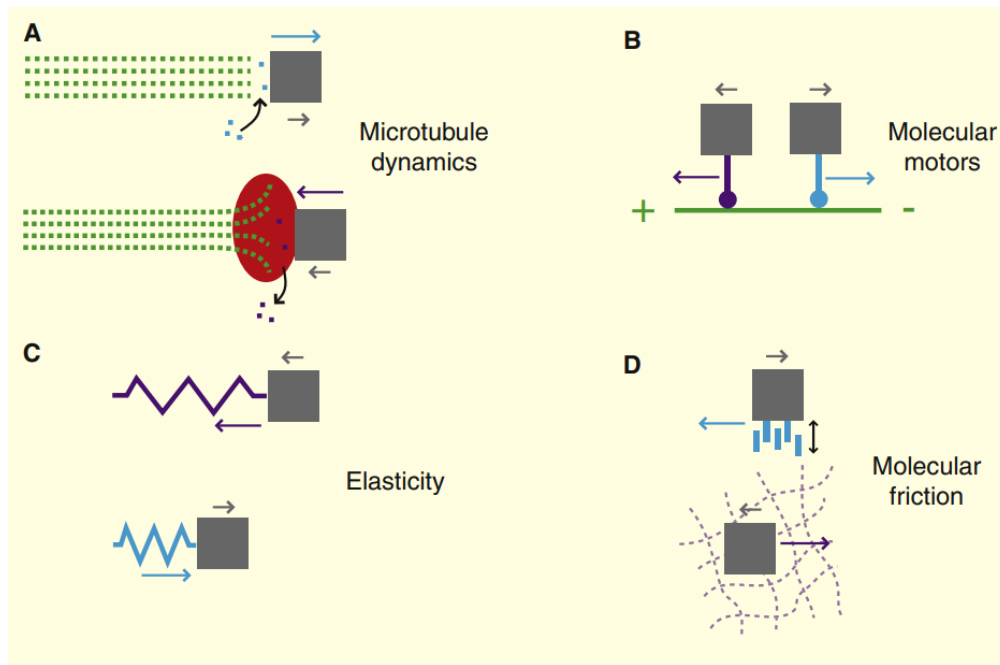 A
Microtubule
dynamics
B
Molecular
motors
+
-
C
Elasticity
D
Molecular
friction